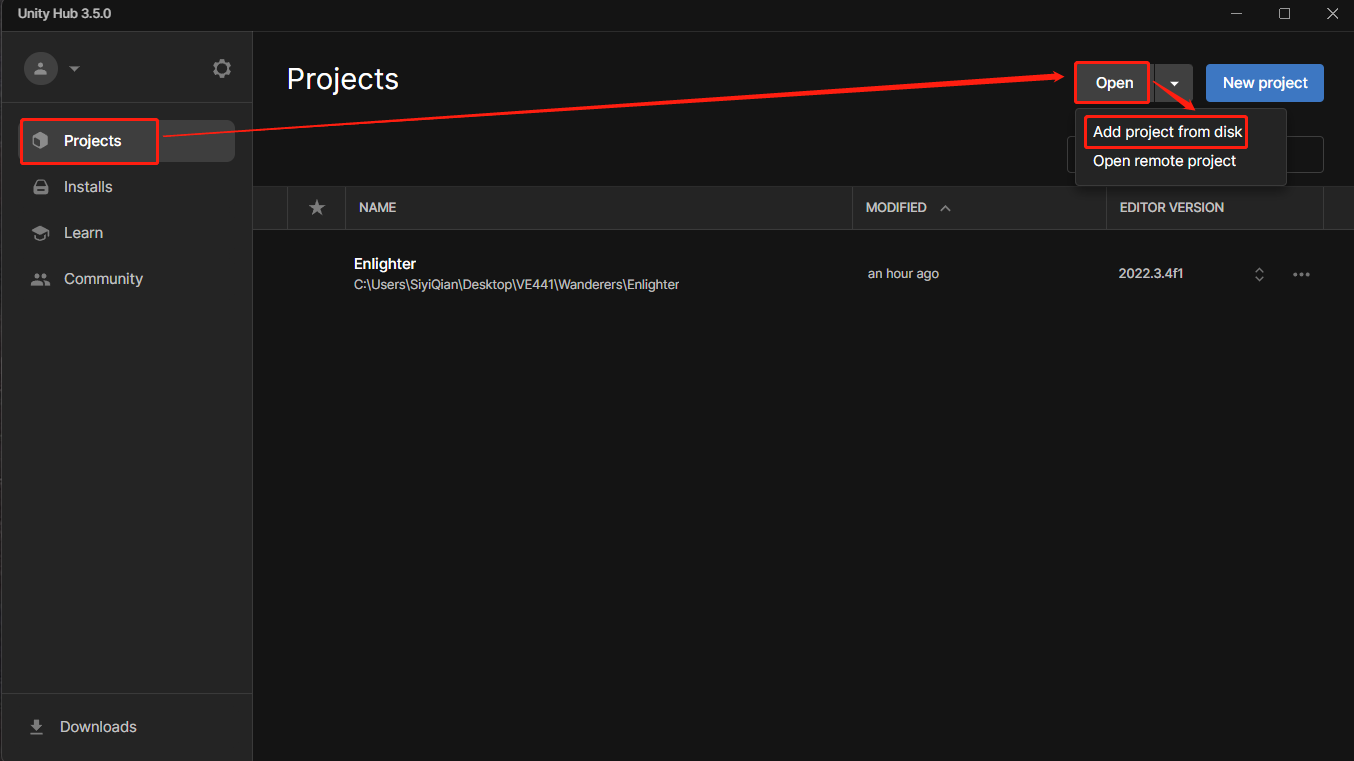 Unity Hub 3.5.0
Projects
Installs
Learn
Community
Downloads
Projects
Open
New project
Add project from disk
Open remote project
NAME
MODIFIED
EDITOR VERSION
Enlighter
C:\Users\SiyiQian\Desktop\VE441\Wanderers\Enlighter
an hour ago
2022.3.4f1